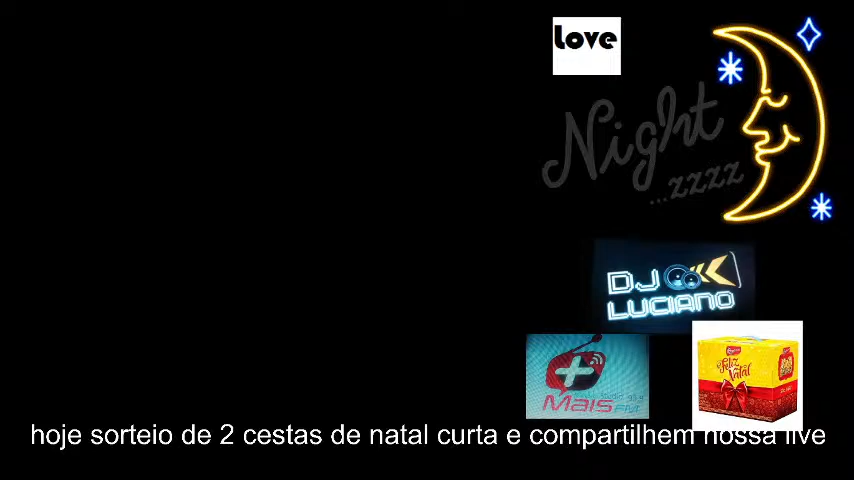 Love
Night
...zzzz
DJ
LUCIANO
Feliz
Natal
Mais
hoje sorteio de 2 cestas de natal curta e compartilhem nossa live